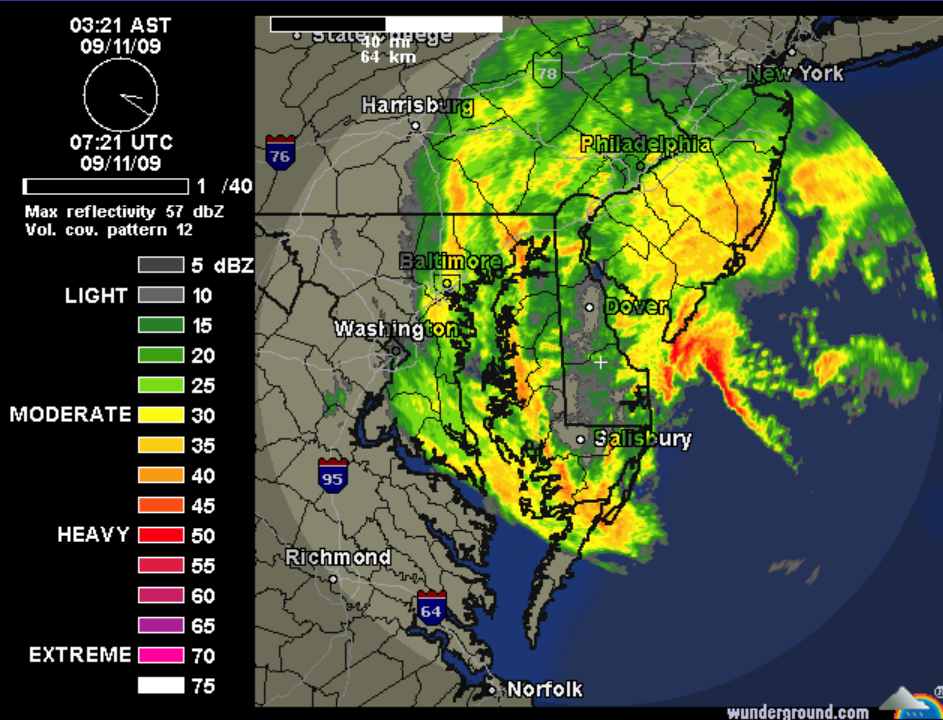 03:21 AST
09/11/09
07:21 UTC
09/11/09
1 /40
Max reflectivity 57 dbZ
Vol. cov. pattern 12
5 dBZ
LIGHT 10
15
20
25
MODERATE 30
35
40
45
HEAVY 50
55
60
65
EXTREME 70
75
40 mi
64 km
State College
78
New York
Harrisburg
76
Philadelphia
Baltimore
Dover
Washington
Salisbury
95
Richmond
64
Norfolk
wunderground.com
®